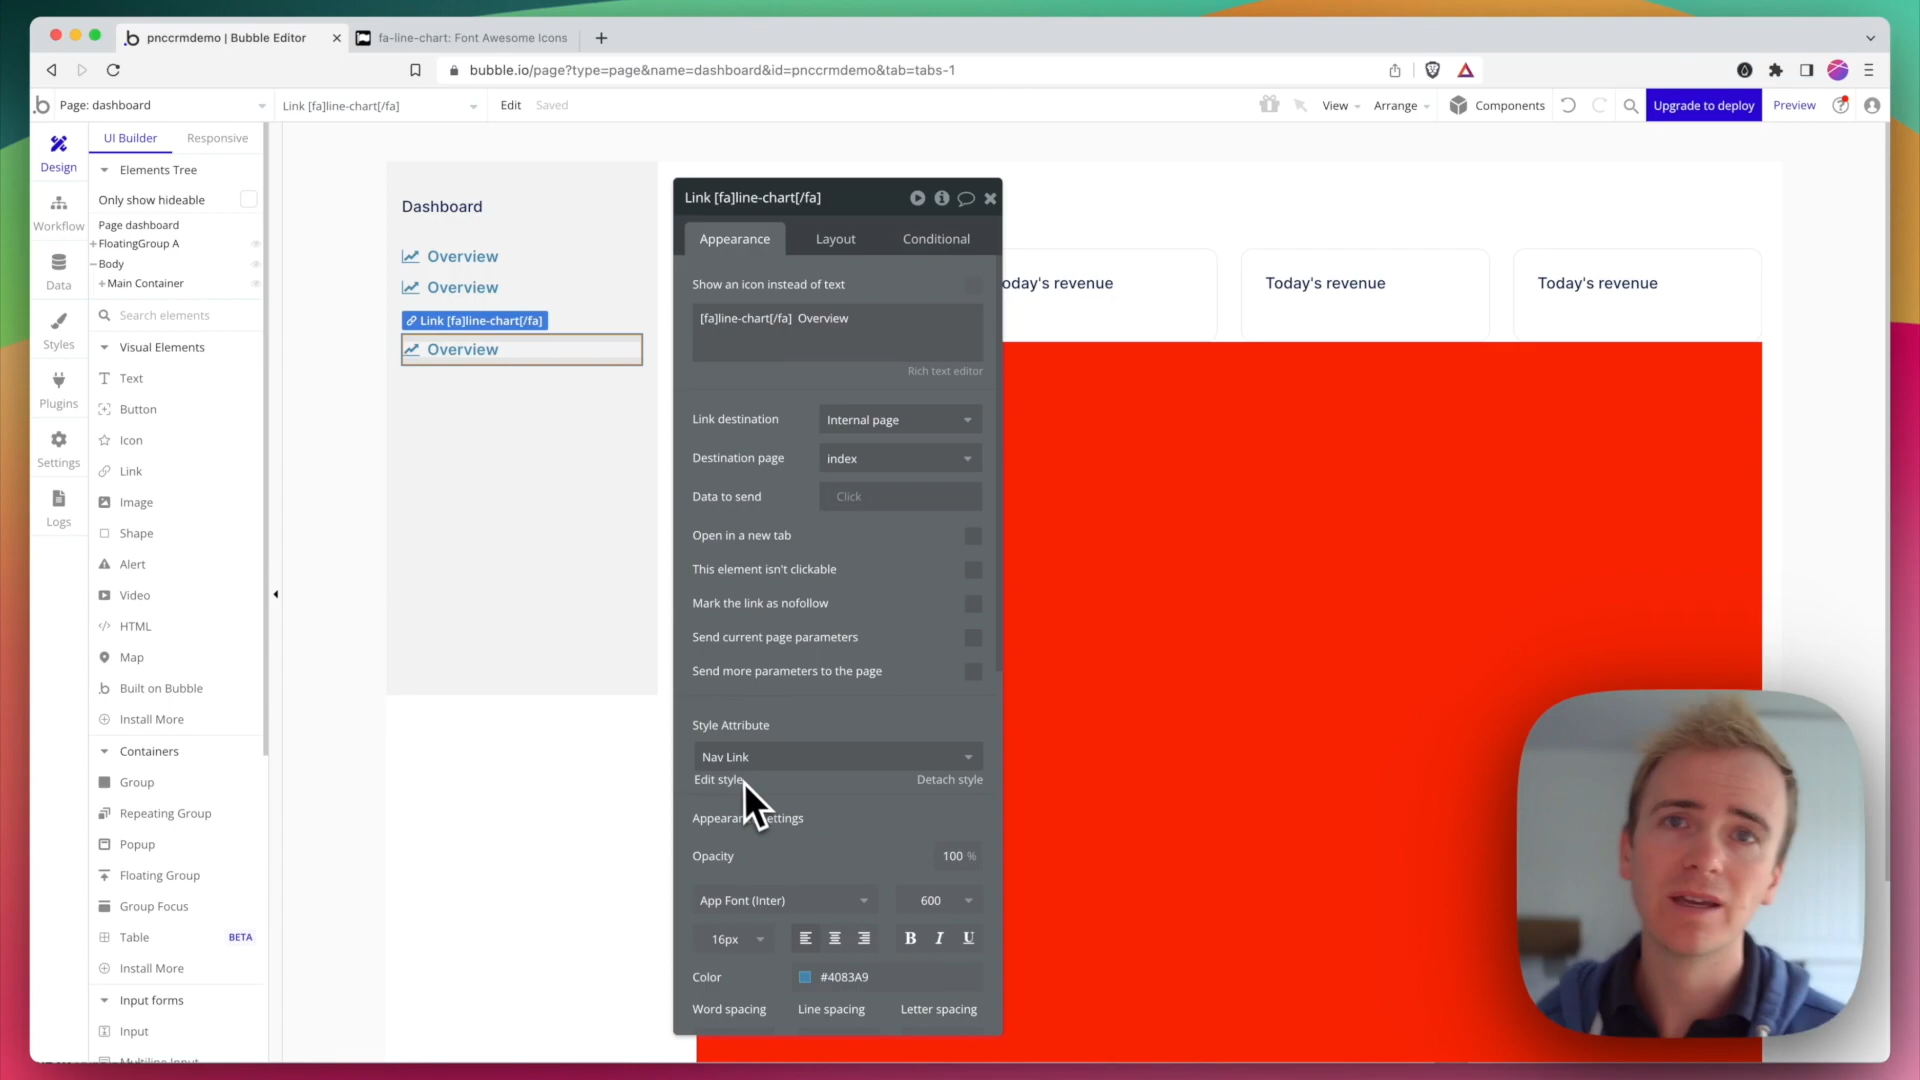 pnccrmdemo | Bubble Editor
fa-line-chart: Font Awesome Icons
bubble.io/page?type=page&name=dashboard&id=pnccrmdemo&tab=tabs-1
Page: dashboard
Link [fa]line-chart[/fa]
Edit
Saved
View
Arrange
Components
Upgrade to deploy
Preview
Design
Workflow
Data
Styles
Plugins
Settings
Logs
UI Builder
Responsive
Elements Tree
Only show hideable
Page dashboard
FloatingGroup A
Body
Main Container
Search elements
Visual Elements
Text
Button
Icon
Link
Image
Shape
Alert
Video
HTML
Map
Built on Bubble
Install More
Containers
Group
Repeating Group
Popup
Floating Group
Group Focus
Table
BETA
Install More
Input forms
Input
Multiline Input
Dashboard
Overview
Overview
Link [fa]line-chart[/fa]
Overview
Link [fa]line-chart[/fa]
Appearance
Layout
Conditional
Show an icon instead of text
[fa]line-chart[/fa]  Overview
Rich text editor
Link destination
Internal page
Destination page
index
Data to send
Click
Open in a new tab
This element isn't clickable
Mark the link as nofollow
Send current page parameters
Send more parameters to the page
Style Attribute
Nav Link
Edit style
Detach style
Opacity
100 %
App Font (Inter)
600
16px
B I U
Color
#4083A9
Word spacing
Line spacing
Letter spacing
oday's revenue
Today's revenue
Today's revenue